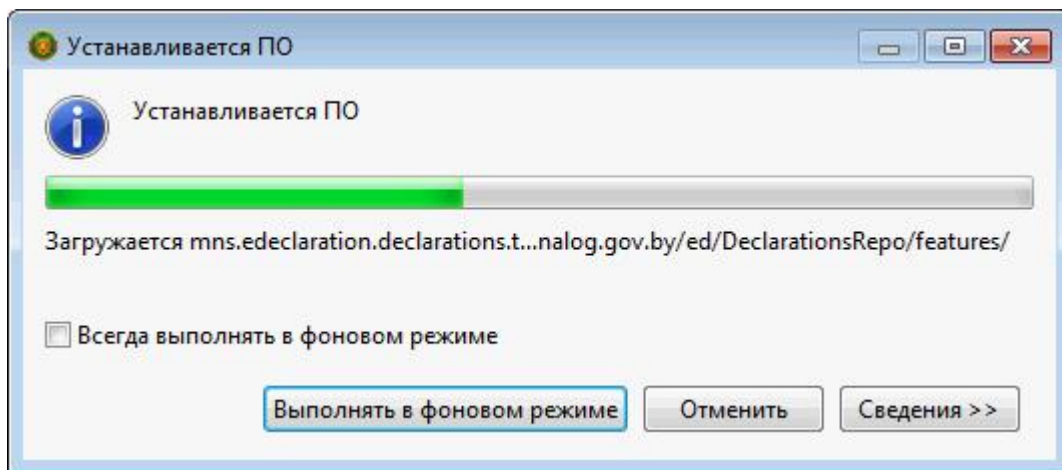 Устанавливается ПО
Устанавливается ПО
Загружается mns.edeclaration.declarations.t...nalog.gov.by/ed/DeclarationsRepo/features/
Всегда выполнять в фоновом режиме
Выполнять в фоновом режиме
Отменить
Сведения >>